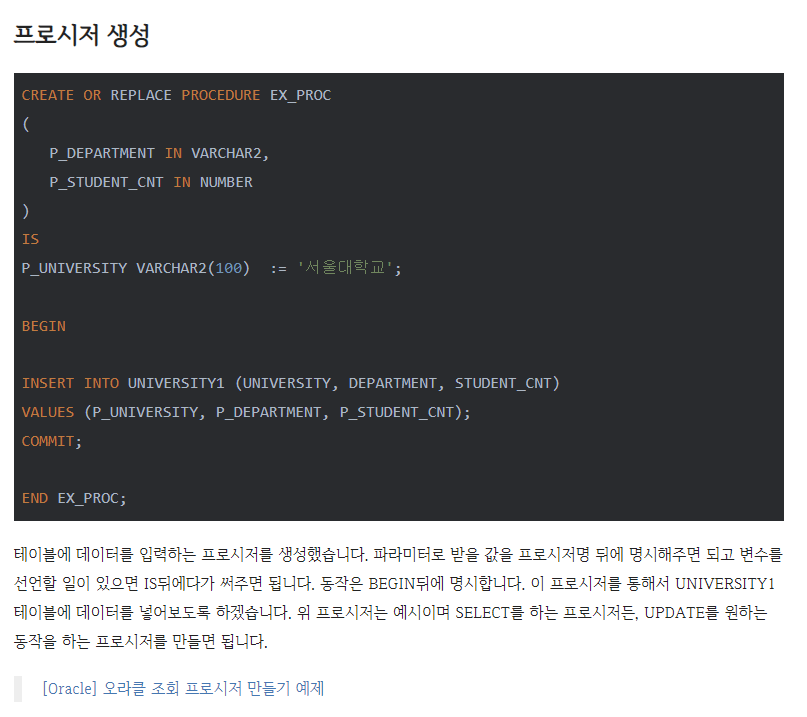 프로시저 생성
CREATE OR REPLACE PROCEDURE EX_PROC
(
P_DEPARTMENT IN VARCHAR2,
P_STUDENT_CNT IN NUMBER
)
IS
P_UNIVERSITY VARCHAR2(100)  := '서울대학교';
BEGIN
INSERT INTO UNIVERSITY1 (UNIVERSITY, DEPARTMENT, STUDENT_CNT)
VALUES (P_UNIVERSITY, P_DEPARTMENT, P_STUDENT_CNT);
COMMIT;
END EX_PROC;
테이블에 데이터를 입력하는 프로시저를 생성했습니다. 파라미터로 받을 값을 프로시저명 뒤에 명시해주면 되고 변수를
선언할 일이 있으면 IS뒤에다가 써주면 됩니다. 동작은 BEGIN뒤에 명시합니다. 이 프로시저를 통해서 UNIVERSITY1
테이블에 데이터를 넣어보도록 하겠습니다. 위 프로시저는 예시이며 SELECT를 하는 프로시저든, UPDATE를 원하는
동작을 하는 프로시저를 만들면 됩니다.
[Oracle] 오라클 조회 프로시저 만들기 예제